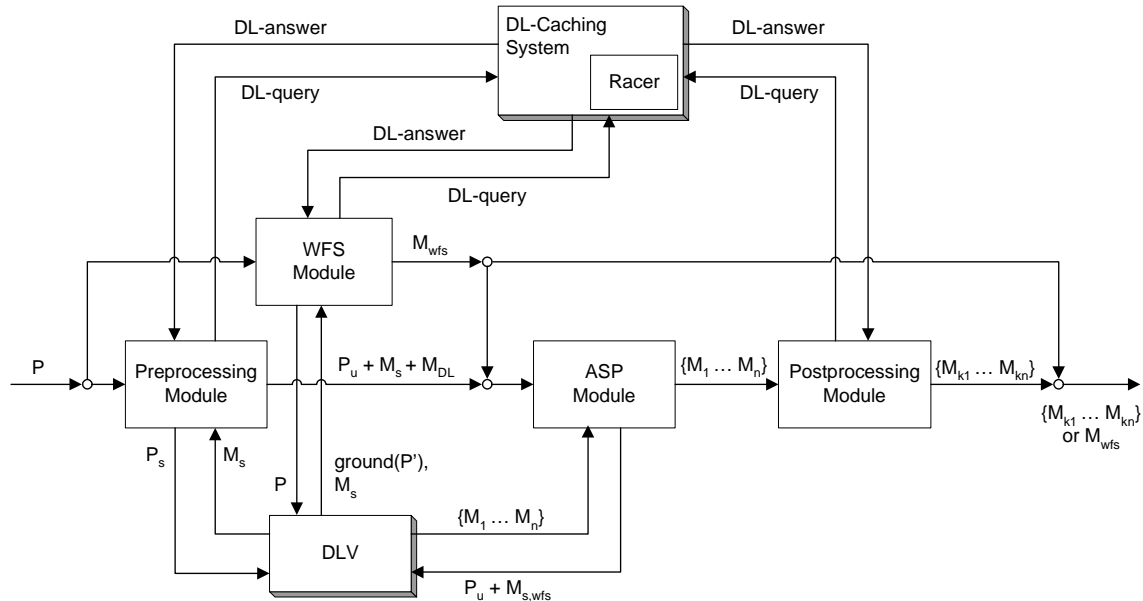 DL-answer
DL-Caching
System
DL-answer
Racer
DL-query
DL-query
DL-answer
DL-query
WFS
Module
M_wfs
P
Preprocessing
Module
P_u + M_s + M_DL
ASP
Module
{M_1 … M_n}
Postprocessing
Module
{M_k1 … M_kn}
{M_k1 … M_kn}
or M_wfs
P_s
M_s
P
ground(P'),
M_s
{M_1 … M_n}
DLV
P_u + M_s,wfs